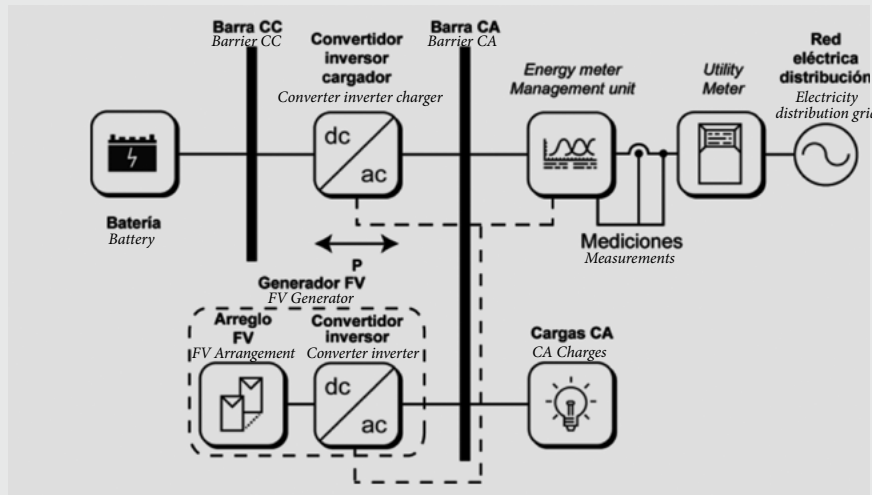 Barra CC
Barrier CC
Convertidor
inversor
cargador
Converter inverter charger
Barra CA
Barrier CA
Energy meter
Management unit
Utility
Meter
Red
eléctrica
distribución
Electricity
distribution grid
dc
ac
Batería
Battery
P
Mediciones
Measurements
Generador FV
FV Generator
Arreglo
FV
FV Arrangement
Convertidor
inversor
Converter inverter
dc
ac
Cargas CA
CA Charges